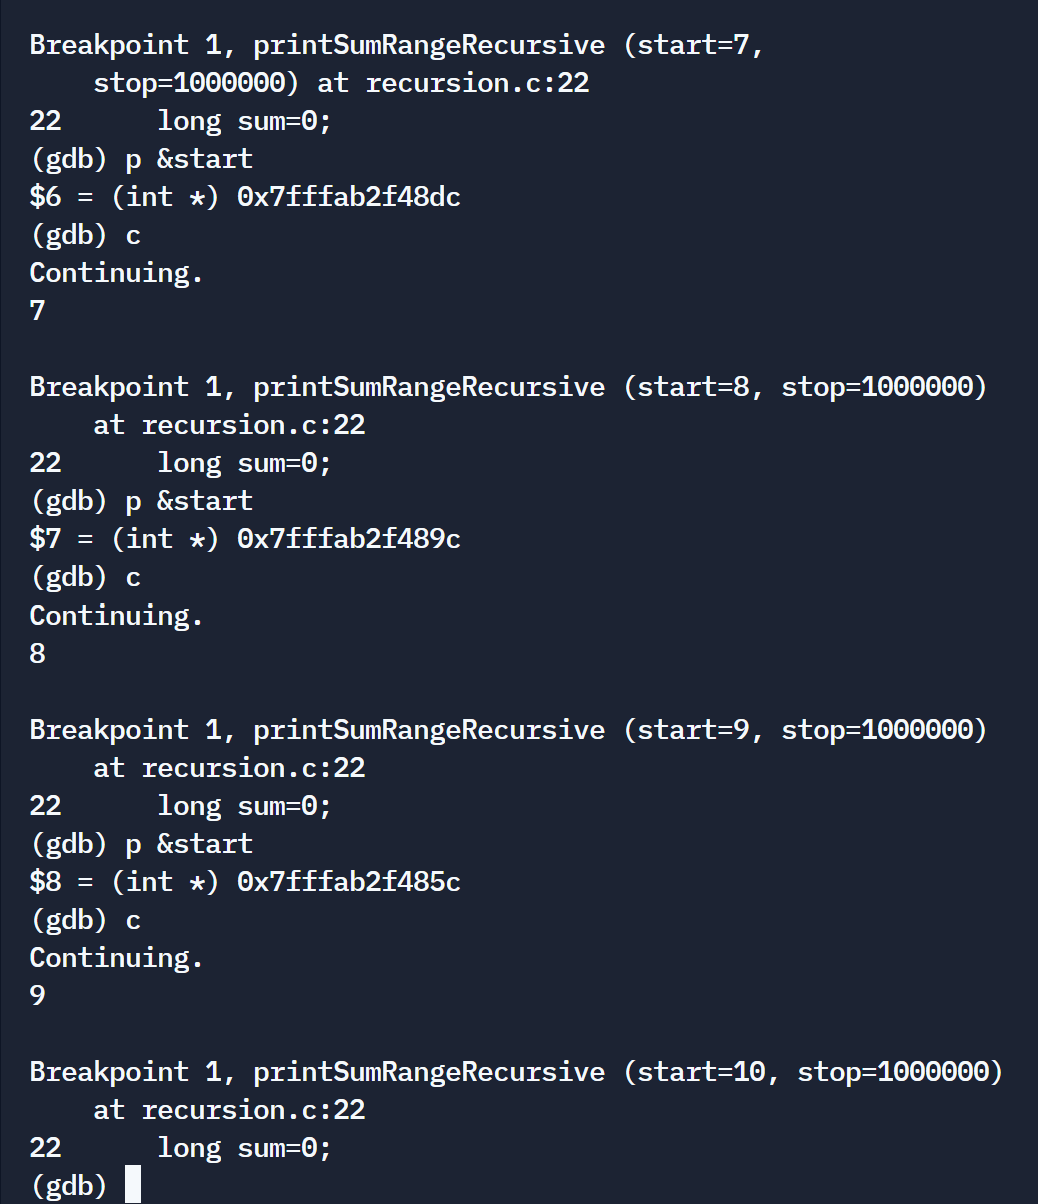 Breakpoint 1, printSumRangeRecursive (start=7,
    stop=1000000) at recursion.c:22
22      long sum=0;
(gdb) p &start
$6 = (int *) 0x7fffab2f48dc
(gdb) c
Continuing.
7

Breakpoint 1, printSumRangeRecursive (start=8, stop=1000000)
    at recursion.c:22
22      long sum=0;
(gdb) p &start
$7 = (int *) 0x7fffab2f489c
(gdb) c
Continuing.
8

Breakpoint 1, printSumRangeRecursive (start=9, stop=1000000)
    at recursion.c:22
22      long sum=0;
(gdb) p &start
$8 = (int *) 0x7fffab2f485c
(gdb) c
Continuing.
9

Breakpoint 1, printSumRangeRecursive (start=10, stop=1000000)
    at recursion.c:22
22      long sum=0;
(gdb)